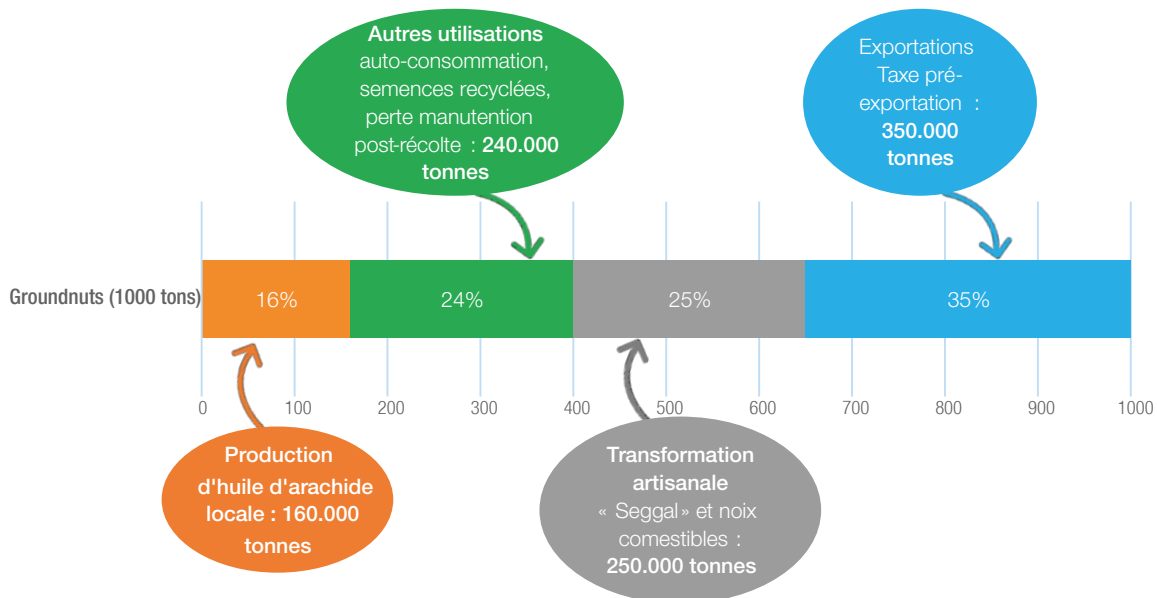 Autres utilisations
auto-consommation,
semences recyclées,
perte manutention
post-récolte : 240.000
tonnes
Exportations
Taxe pré-
exportation :
350.000
tonnes
Groundnuts (1000 tons)
16%
24%
25%
35%
0
100
200
300
400
500
600
700
800
900
1000
Production
d'huile d'arachide
locale : 160.000
tonnes
Transformation
artisanale
« Seggal » et noix
comestibles :
250.000 tonnes